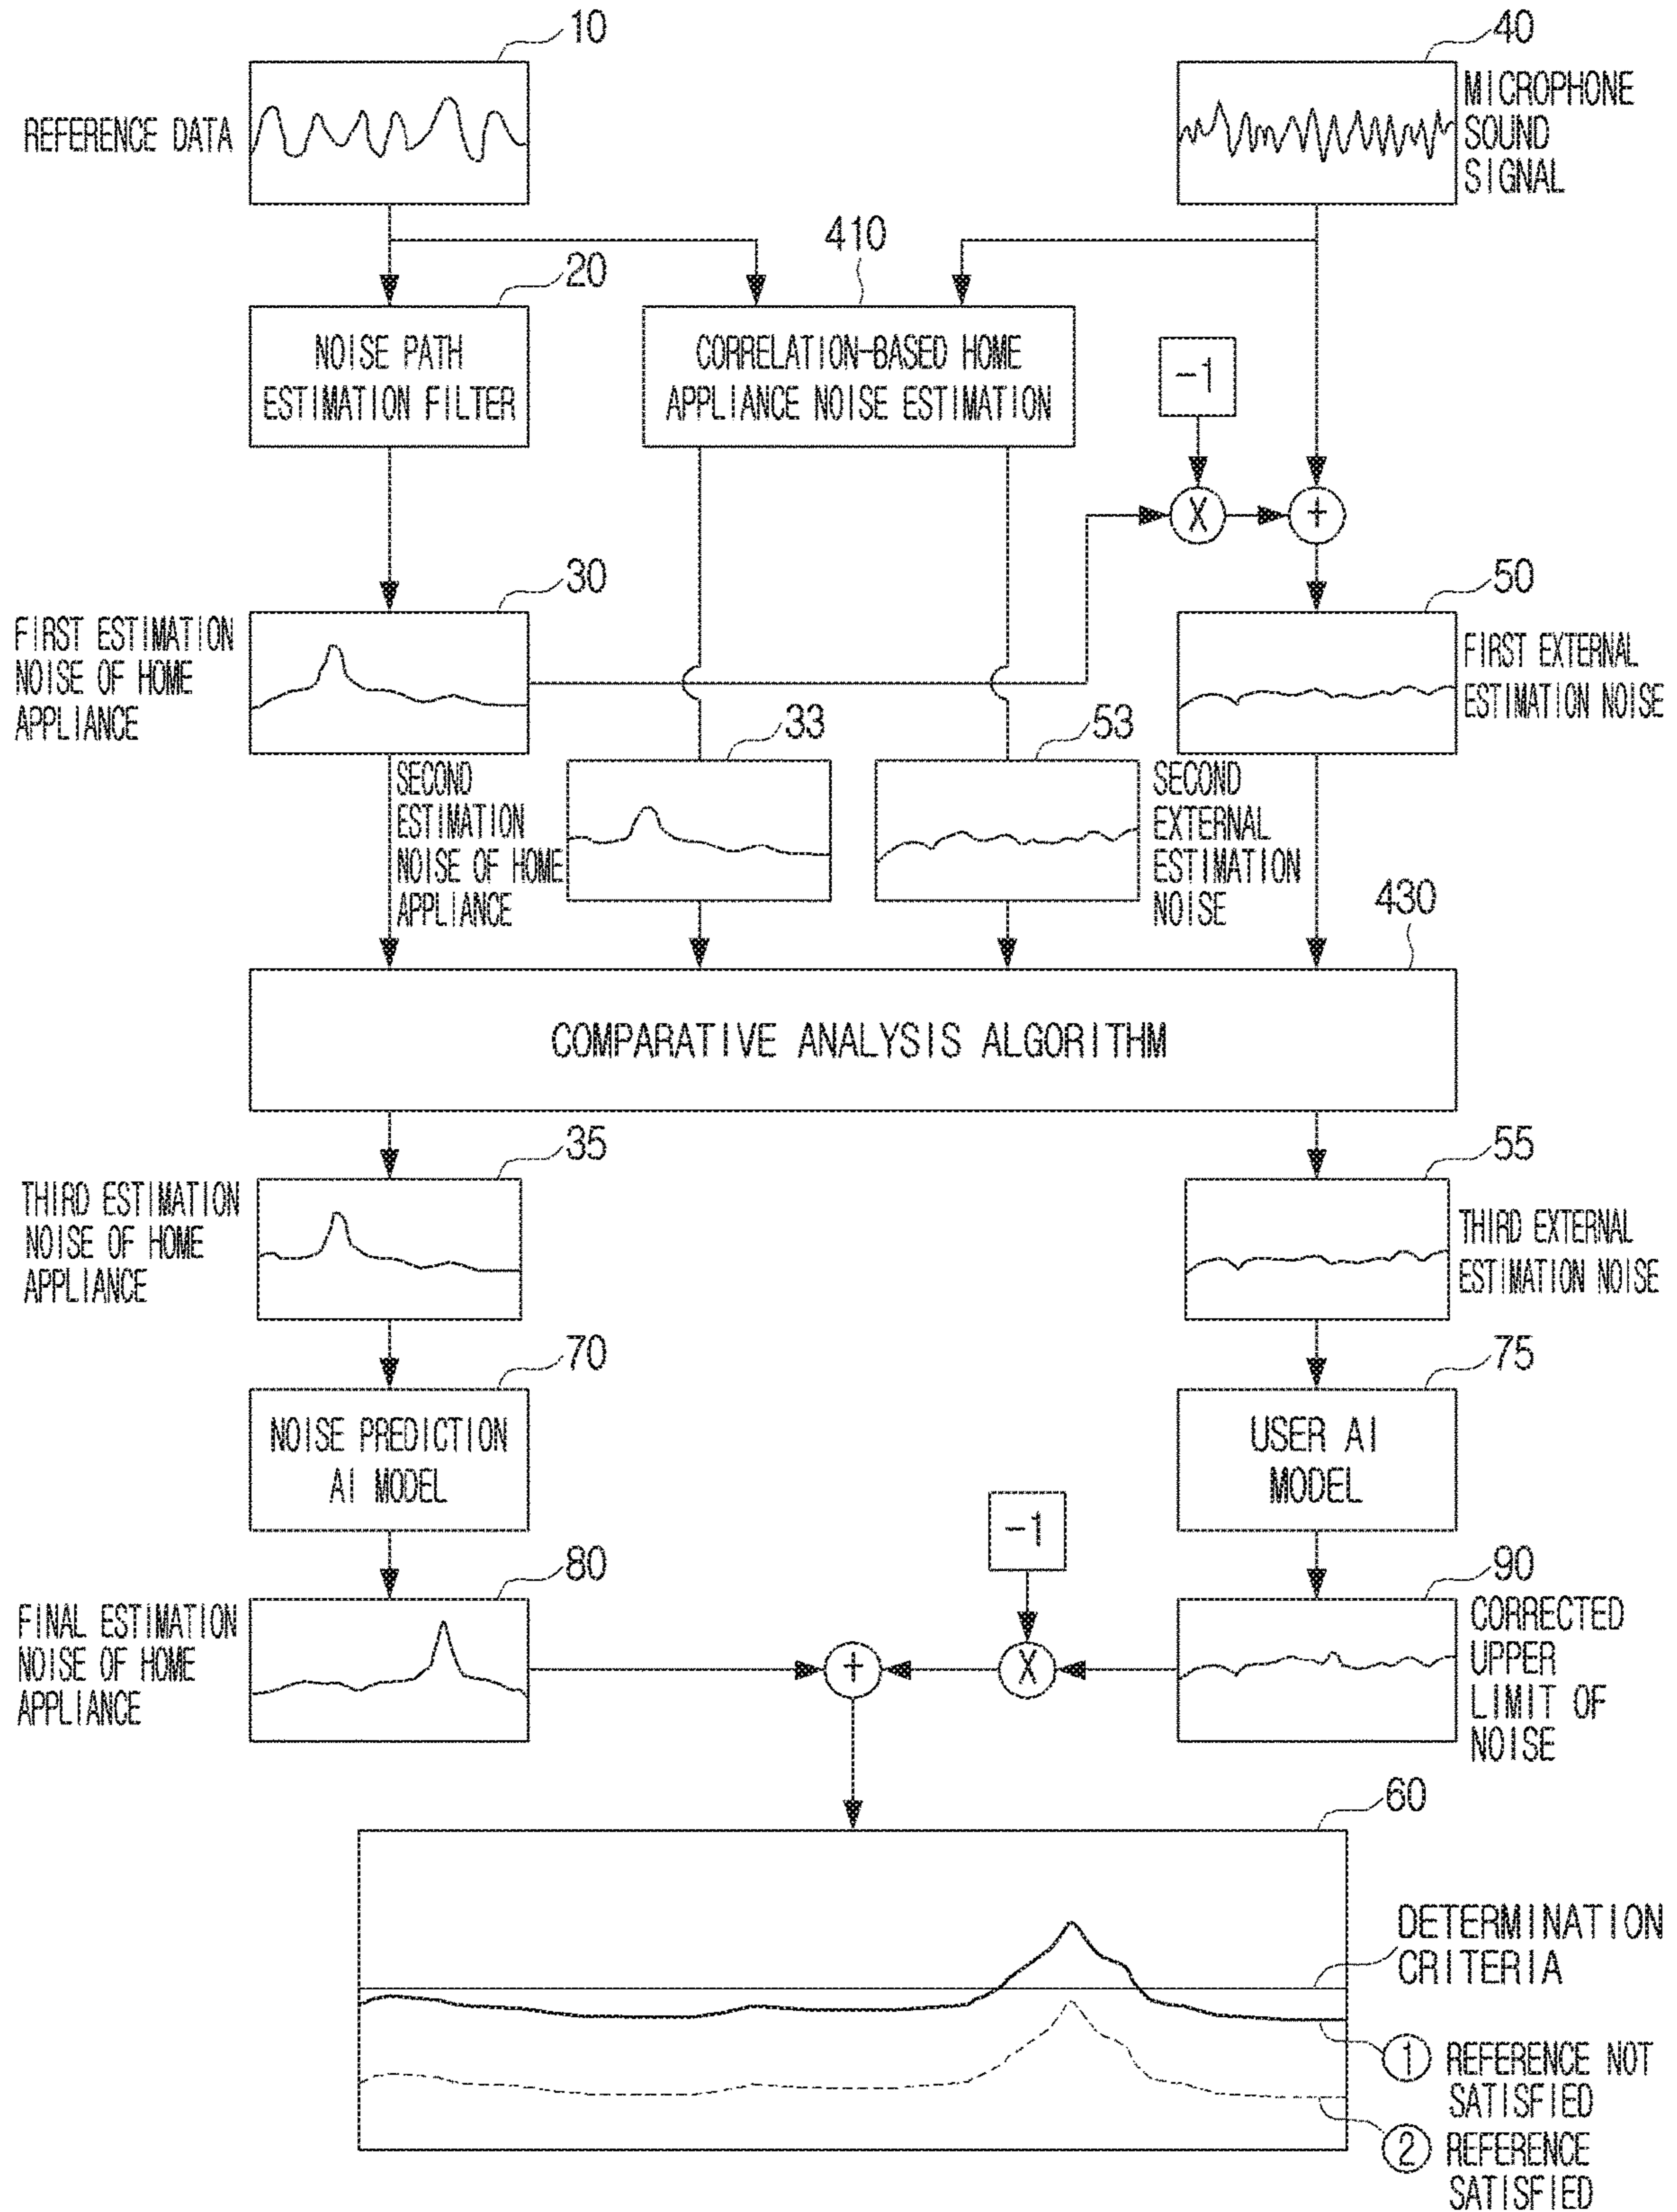 10
REFERENCE DATA
40
MICROPHONE
SOUND
SIGNAL
20
NOISE PATH
ESTIMATION FILTER
410
CORRELATION-BASED HOME
APPLIANCE NOISE ESTIMATION
-1
X
+
30
FIRST ESTIMATION
NOISE OF HOME
APPLIANCE
50
FIRST EXTERNAL
ESTIMATION NOISE
33
SECOND
ESTIMATION
NOISE OF HOME
APPLIANCE
53
SECOND
EXTERNAL
ESTIMATION
NOISE
430
COMPARATIVE ANALYSIS ALGORITHM
35
THIRD ESTIMATION
NOISE OF HOME
APPLIANCE
55
THIRD EXTERNAL
ESTIMATION NOISE
70
NOISE PREDICTION
AI MODEL
75
USER AI
MODEL
80
FINAL ESTIMATION
NOISE OF HOME
APPLIANCE
-1
+
X
90
CORRECTED
UPPER
LIMIT OF
NOISE
60
DETERMINATION
CRITERIA
1 REFERENCE NOT
SATISFIED
2 REFERENCE
SATISFIED